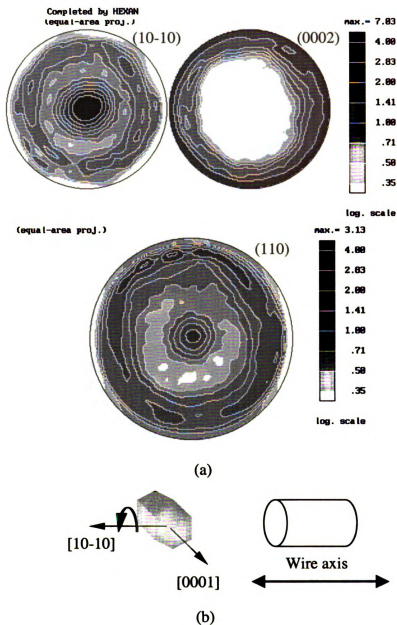 Completed by HEXAN
(equal-area proj.)
(10-10)
(0002)
max.= 7.03
4.00
2.83
2.00
1.41
1.00
.71
.50
.35
log. scale
(equal-area proj.)
(110)
max.= 3.13
4.00
2.83
2.00
1.41
1.00
.71
.50
.35
log. scale
(a)
[10-10]
[0001]
Wire axis
(b)